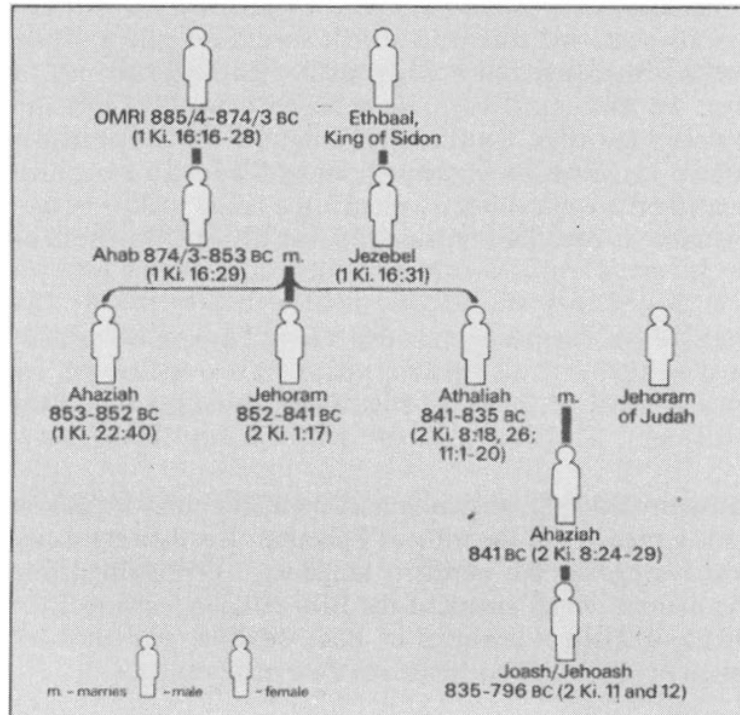 OMRI 885/4-874/3 BC
(1 Ki. 16:16-28)
Ethbaal,
King of Sidon
Ahab 874/3-853 BC
(1 Ki. 16:29)
m.
Jezebel
(1 Ki. 16:31)
Ahaziah
853-852 BC
(1 Ki. 22:40)
Jehoram
852-841 BC
(2 Ki. 1:17)
Athaliah
841-835 BC
(2 Ki. 8:18, 26;
11:1-20)
m.
Jehoram
of Judah
Ahaziah
841 BC (2 Ki. 8:24-29)
Joash/Jehoash
835-796 BC (2 Ki. 11 and 12)
m. - marries
- male
- female